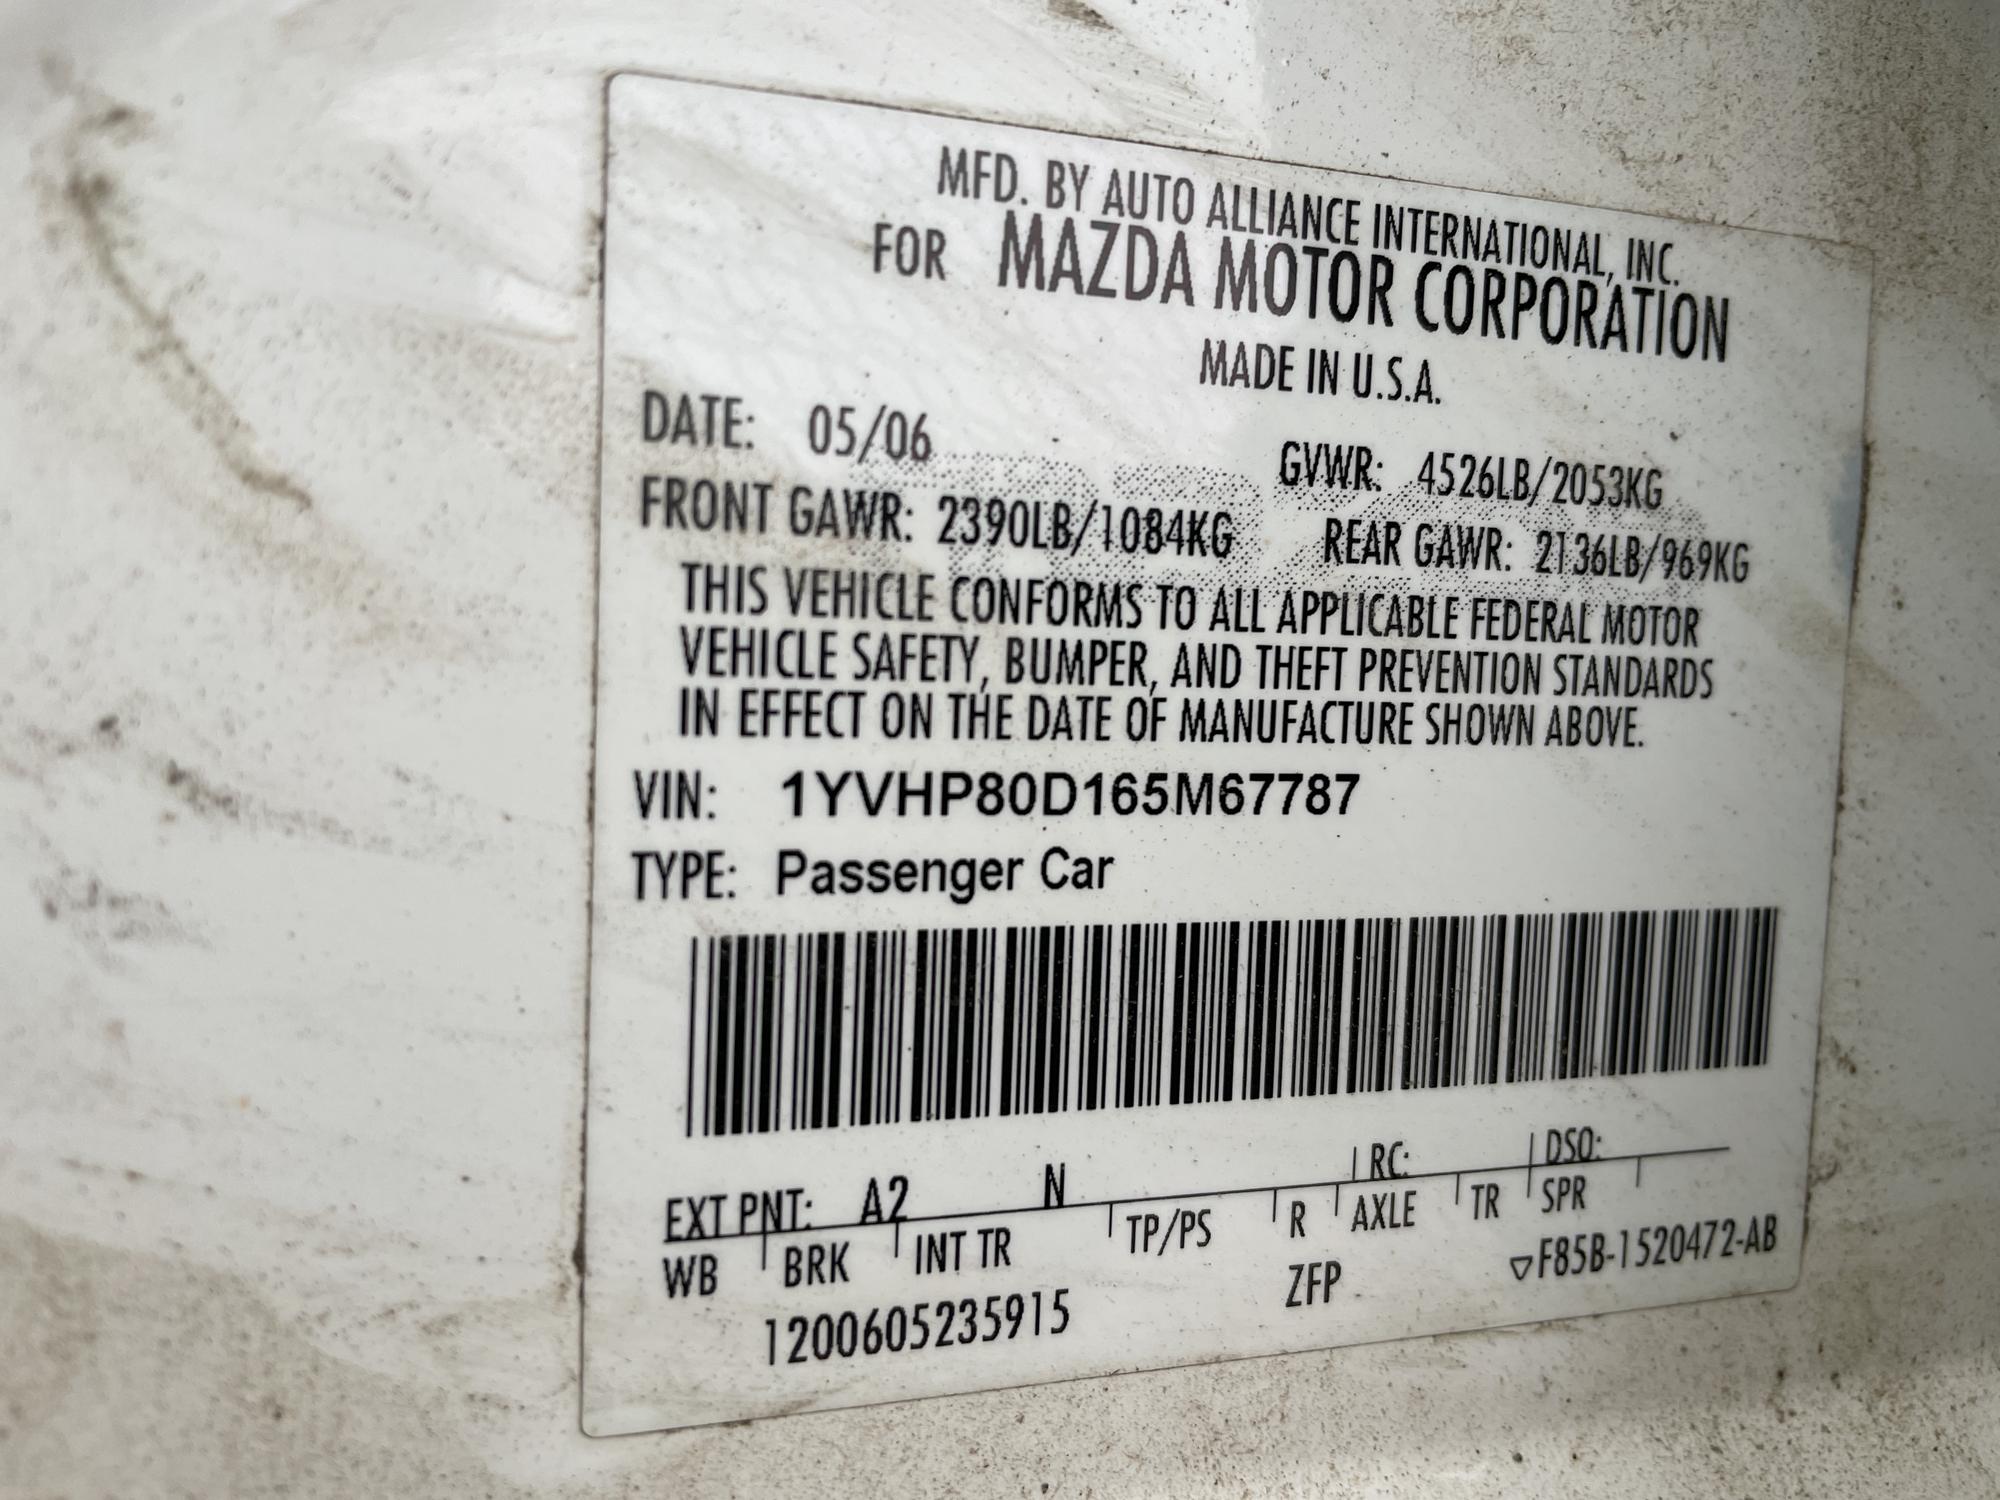 MFD. BY AUTO ALLIANCE INTERNATIONAL, INC.
FOR MAZDA MOTOR CORPORATION
MADE IN U.S.A.
DATE: 05/06 GVWR: 4526LB/2053KG
FRONT GAWR: 2390LB/1084KG REAR GAWR: 2136LB/969KG
THIS VEHICLE CONFORMS TO ALL APPLICABLE FEDERAL MOTOR
VEHICLE SAFETY, BUMPER, AND THEFT PREVENTION STANDARDS
IN EFFECT ON THE DATE OF MANUFACTURE SHOWN ABOVE.
VIN: 1YVHP80D165M67787
TYPE: Passenger Car
EXT PNT: A2 N RC: DSO:
WB BRK INT TR TP/PS R AXLE TR SPR
1200605235915 ZFP ▽F85B-1520472-AB